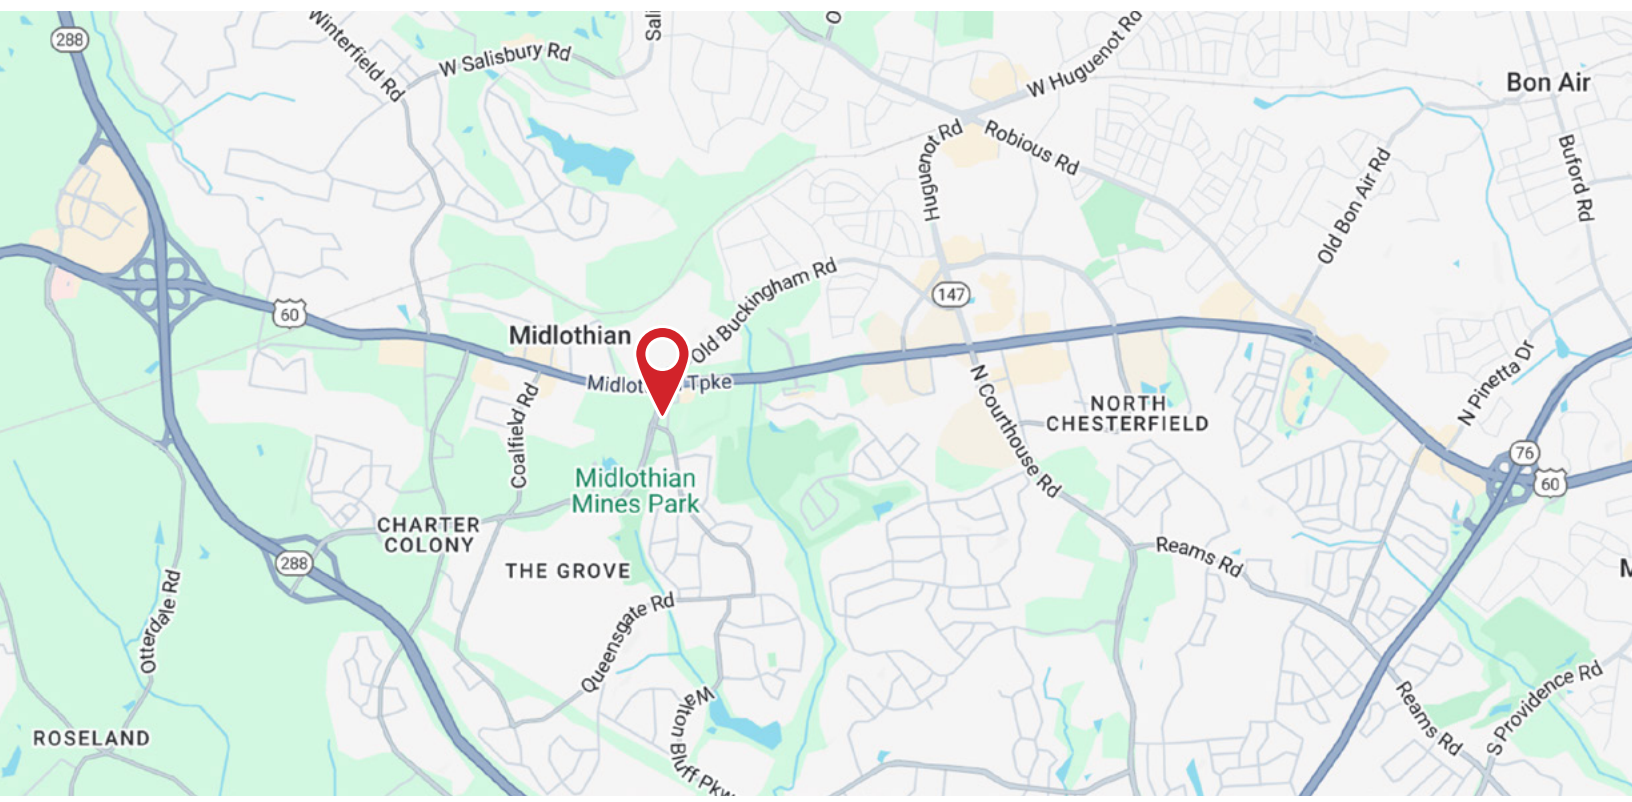 288
Winterfield Rd
W Salisbury Rd
Sali
O
W Huguenot Rd
Bon Air
Huguenot Rd
Robious Rd
Buford Rd
Old Bon Air Rd
Old Buckingham Rd
147
60
Midlothian
Midlot
Tpke
Coalfield Rd
N Courthouse Rd
NORTH
CHESTERFIELD
N Pinetta Dr
76
60
Midlothian
Mines Park
CHARTER
COLONY
288
THE GROVE
Reams Rd
Otterdale Rd
Queensgate Rd
Walton Bluff Pkw
Reams Rd
S Providence Rd
ROSELAND